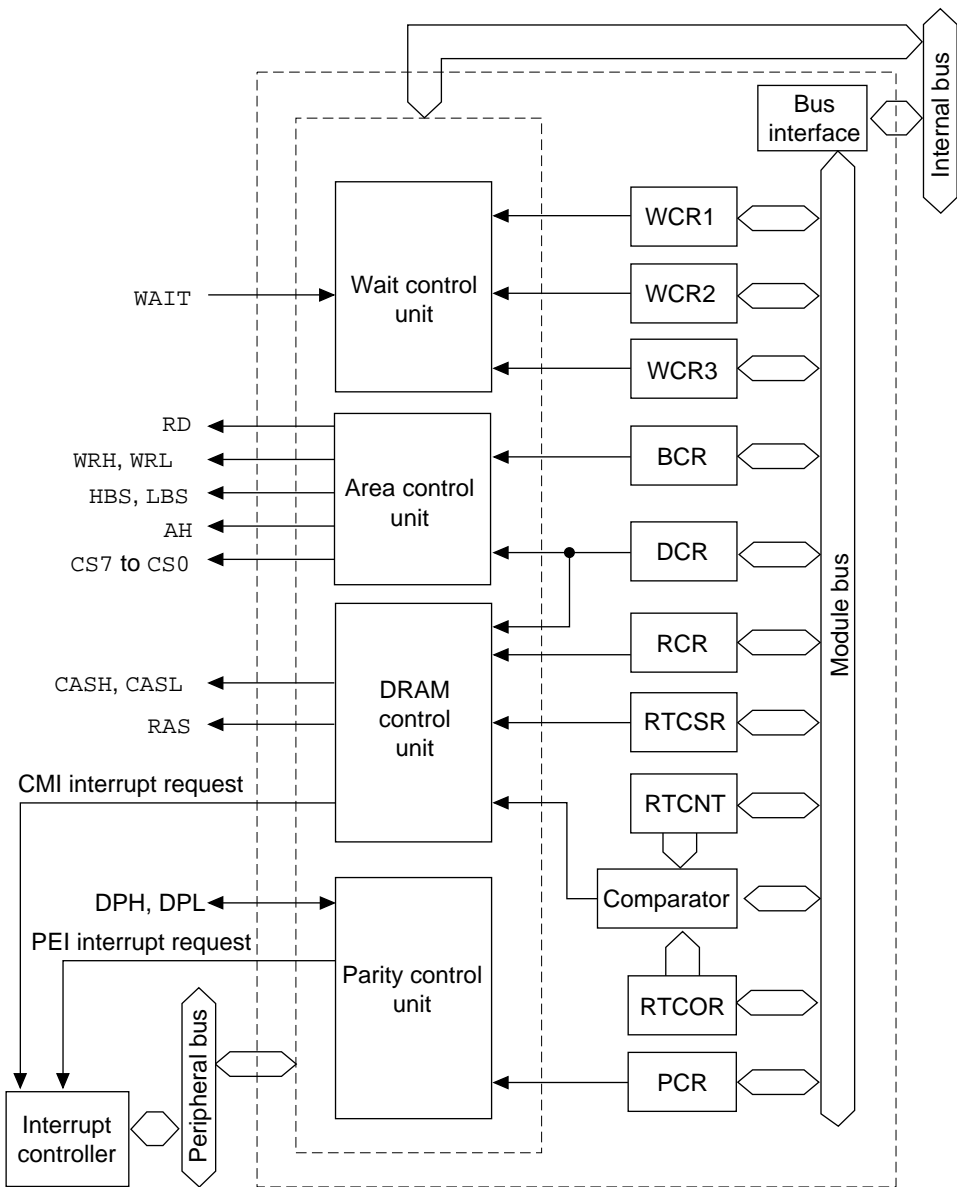 Internal bus
Bus
interface
WCR1
Wait control
unit
WAIT
WCR2
WCR3
RD
WRH, WRL
HBS, LBS
AH
CS7 to CS0
Area control
unit
BCR
DCR
Module bus
RCR
CASH, CASL
RAS
DRAM
control
unit
RTCSR
CMI interrupt request
RTCNT
Comparator
DPH, DPL
PEI interrupt request
Parity control
unit
RTCOR
Peripheral bus
PCR
Interrupt
controller